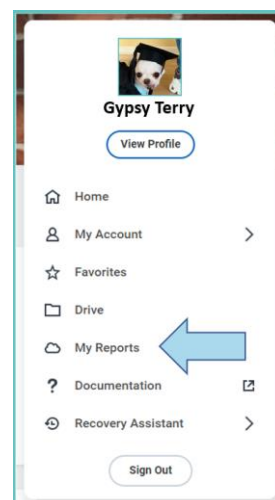 Gypsy Terry
View Profile
Home
My Account
Favorites
Drive
My Reports
? Documentation
Recovery Assistant
Sign Out